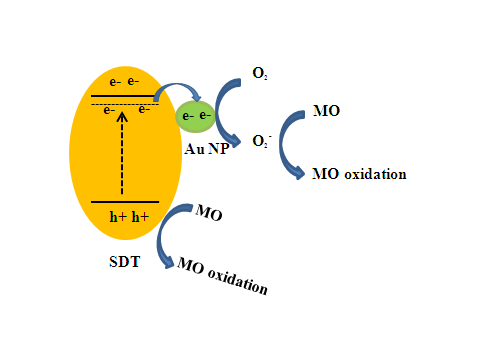 e- e-
e- e-
e- e-
Au NP
O₂
O₂⁻
MO
MO oxidation
h+ h+
MO
MO oxidation
SDT